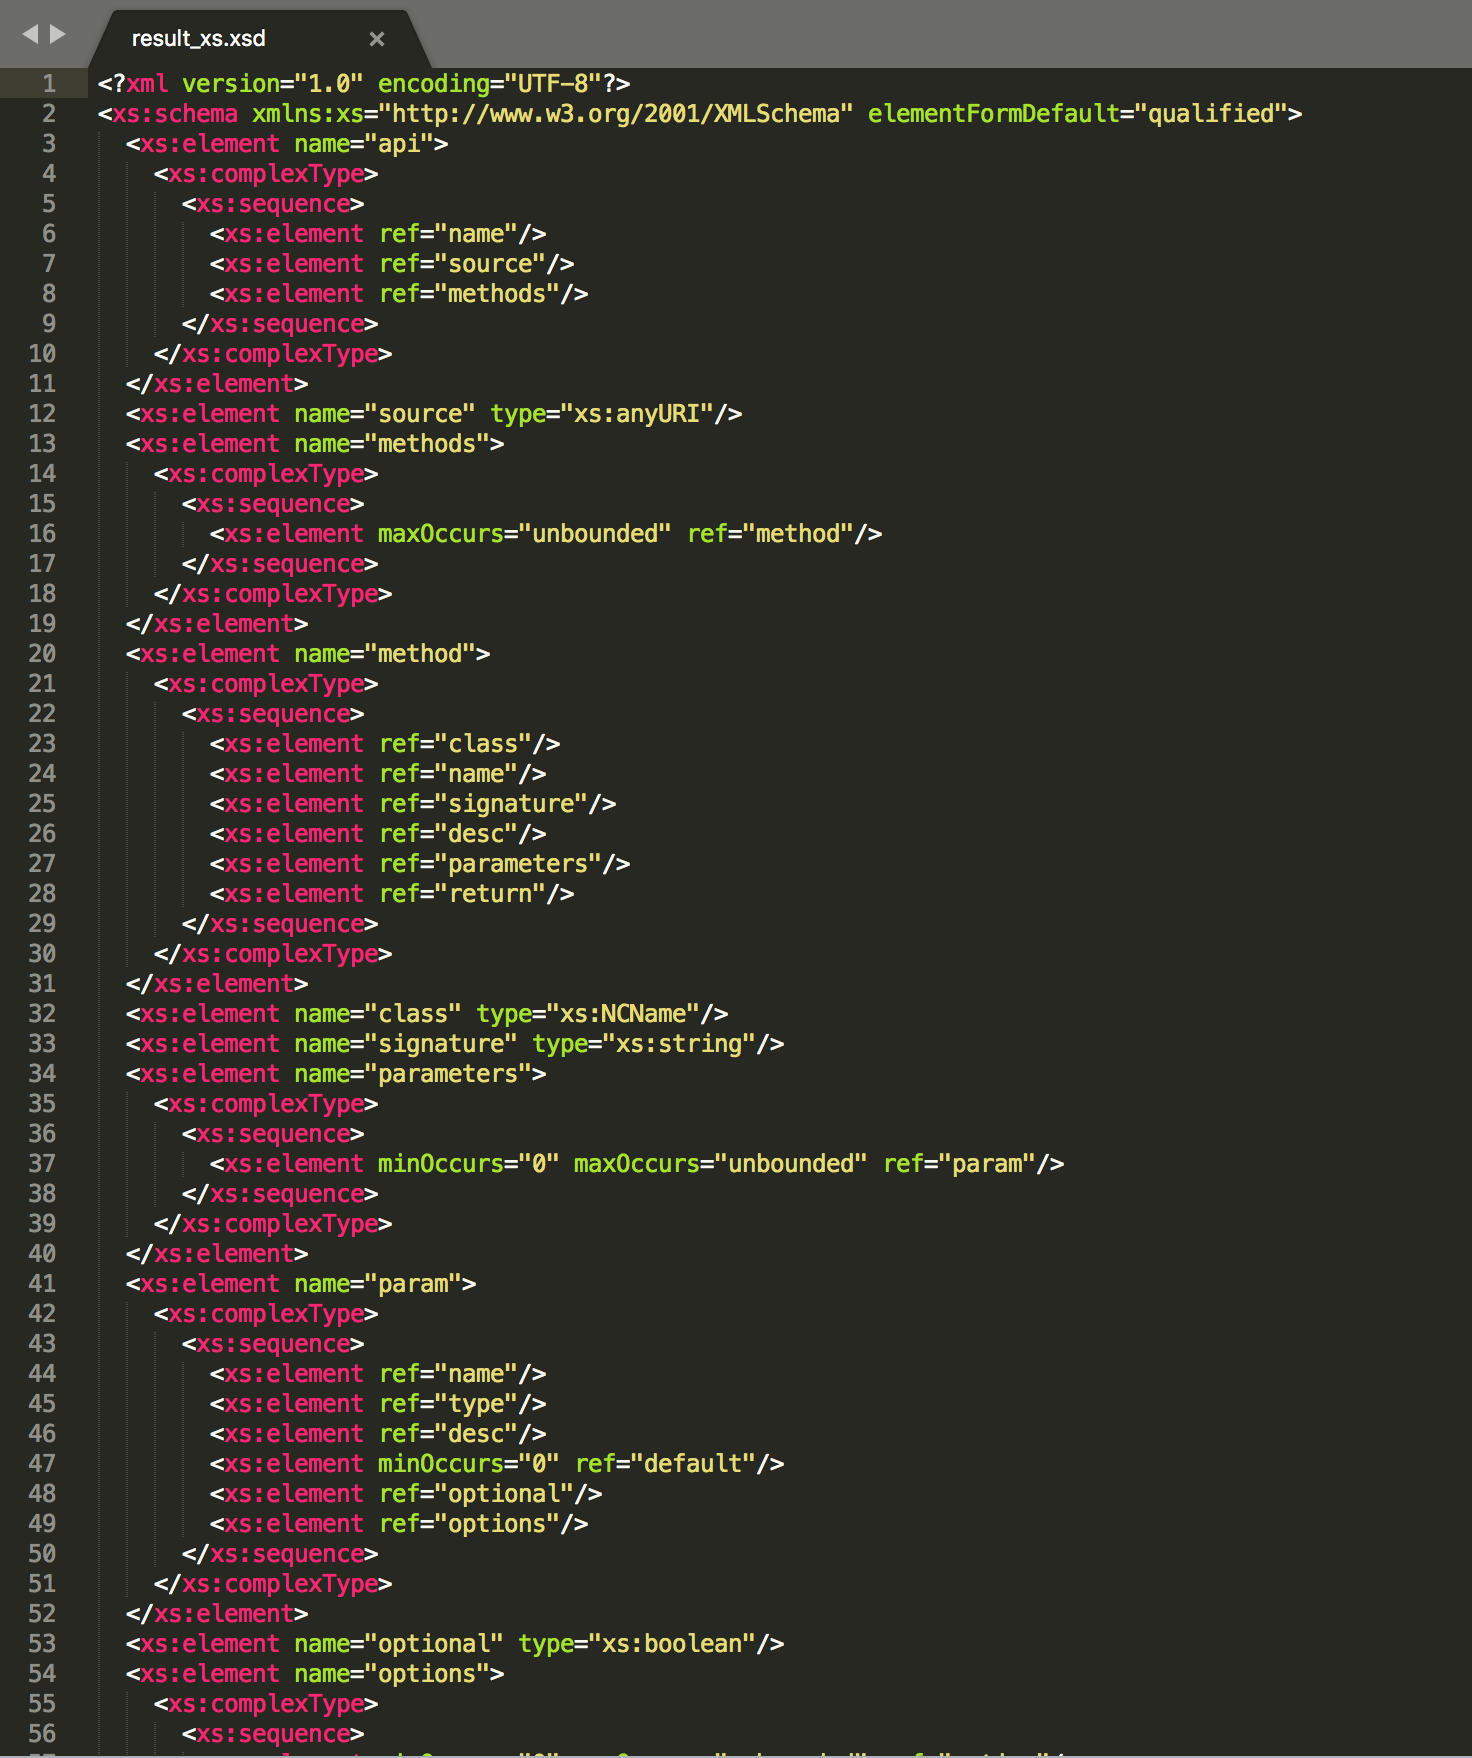 result_xs.xsd ×
1 <?xml version="1.0" encoding="UTF-8"?>
2 <xs:schema xmlns:xs="http://www.w3.org/2001/XMLSchema" elementFormDefault="qualified">
3 <xs:element name="api">
4 <xs:complexType>
5 <xs:sequence>
6 <xs:element ref="name"/>
7 <xs:element ref="source"/>
8 <xs:element ref="methods"/>
9 </xs:sequence>
10 </xs:complexType>
11 </xs:element>
12 <xs:element name="source" type="xs:anyURI"/>
13 <xs:element name="methods">
14 <xs:complexType>
15 <xs:sequence>
16 <xs:element maxOccurs="unbounded" ref="method"/>
17 </xs:sequence>
18 </xs:complexType>
19 </xs:element>
20 <xs:element name="method">
21 <xs:complexType>
22 <xs:sequence>
23 <xs:element ref="class"/>
24 <xs:element ref="name"/>
25 <xs:element ref="signature"/>
26 <xs:element ref="desc"/>
27 <xs:element ref="parameters"/>
28 <xs:element ref="return"/>
29 </xs:sequence>
30 </xs:complexType>
31 </xs:element>
32 <xs:element name="class" type="xs:NCName"/>
33 <xs:element name="signature" type="xs:string"/>
34 <xs:element name="parameters">
35 <xs:complexType>
36 <xs:sequence>
37 <xs:element minOccurs="0" maxOccurs="unbounded" ref="param"/>
38 </xs:sequence>
39 </xs:complexType>
40 </xs:element>
41 <xs:element name="param">
42 <xs:complexType>
43 <xs:sequence>
44 <xs:element ref="name"/>
45 <xs:element ref="type"/>
46 <xs:element ref="desc"/>
47 <xs:element minOccurs="0" ref="default"/>
48 <xs:element ref="optional"/>
49 <xs:element ref="options"/>
50 </xs:sequence>
51 </xs:complexType>
52 </xs:element>
53 <xs:element name="optional" type="xs:boolean"/>
54 <xs:element name="options">
55 <xs:complexType>
56 <xs:sequence>